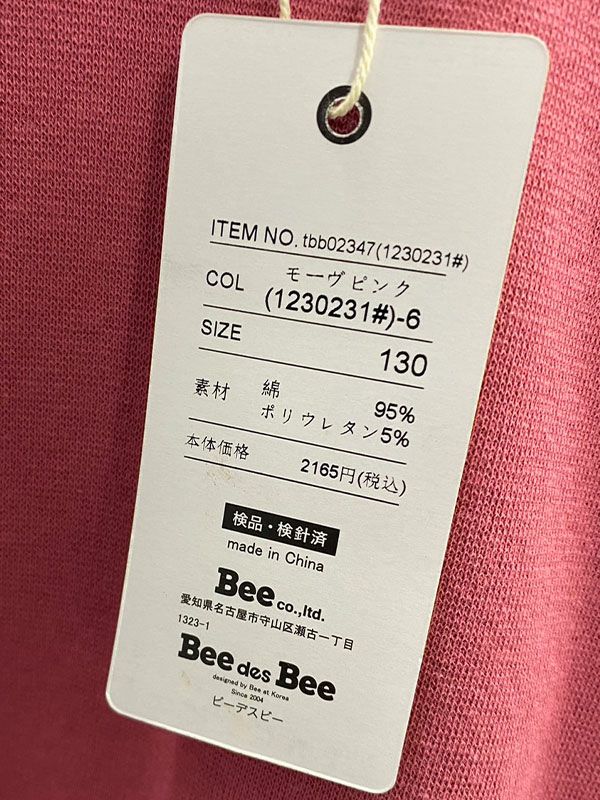 ITEM NO. tbb02347(1230231#)
COL モーヴピンク
(1230231#)-6
SIZE 130
素材 綿 95%
ポリウレタン5%
本体価格 2165円(税込)
検品・検針済
made in China
Bee co.,ltd.
愛知県名古屋市守山区瀬古一丁目
1323-1
Bee des Bee
designed by Bee at Korea
Since 2004
ビーデスビー